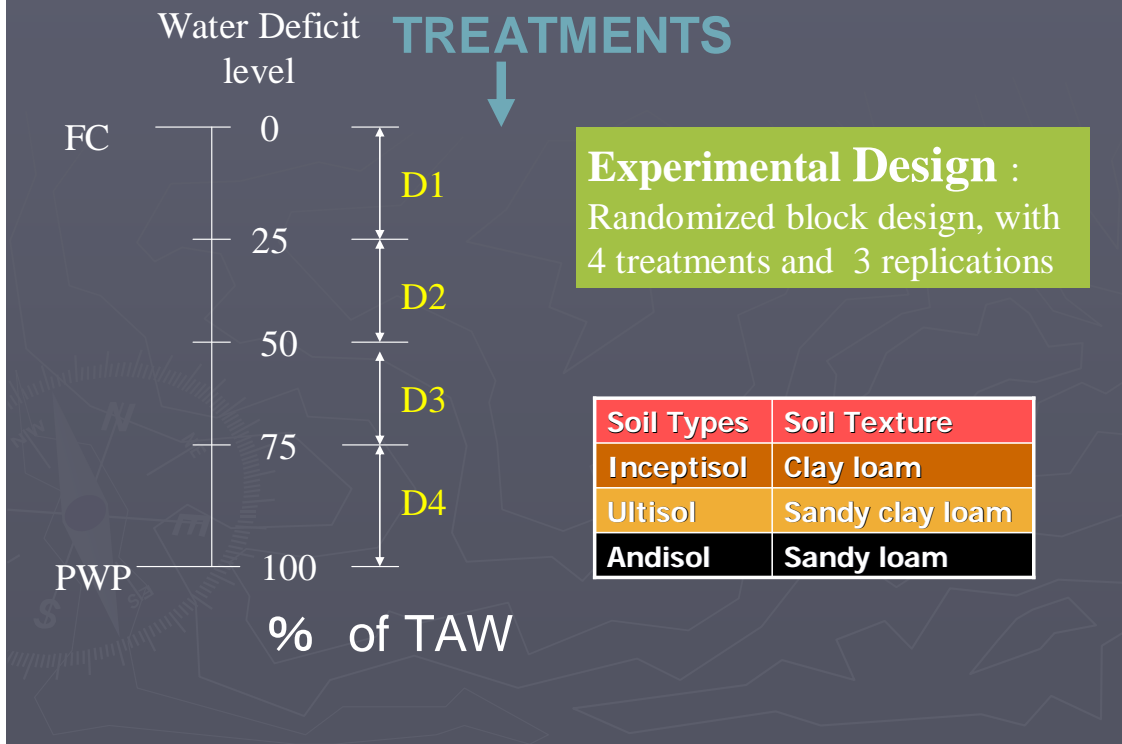 Water Deficit
level
TREATMENTS
FC
0
D1
25
D2
50
D3
75
D4
PWP
100
% of TAW
Experimental Design :
Randomized block design, with
4 treatments and 3 replications
Soil Types Soil Texture
Inceptisol Clay loam
Ultisol Sandy clay loam
Andisol Sandy loam
N
NW
E
S
SE